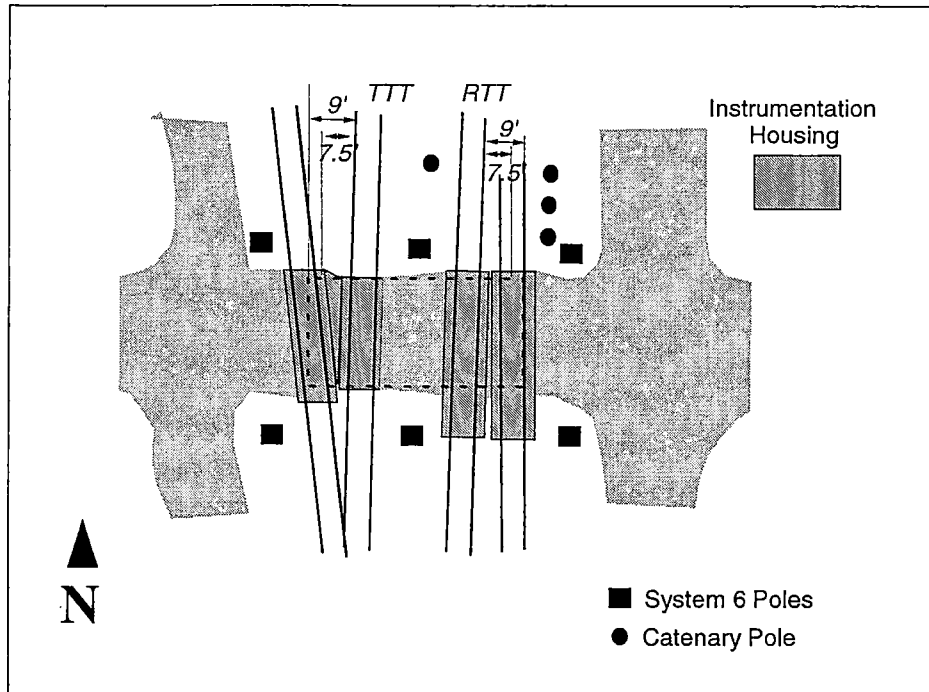 TTT
RTT
9'
7.5'
9'
7.5'
Instrumentation
Housing
N
System 6 Poles
Catenary Pole